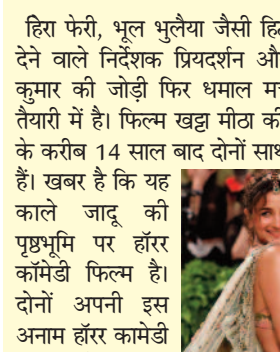 हेरा फेरी, भूल भुलैया जैसी
देने वाले निर्देशक प्रियदर्शन
कुमार की जोड़ी फिर धमाल
तैयारी में है। फिल्म खट्टा मीठा
के करीब 14 साल बाद दोनों
हैं। खबर है कि यह
काले जादू की
पृष्ठभूमि पर हॉरर
कॉमेडी फिल्म है।
दोनों अपनी इस
अनाम हॉरर कामेडी